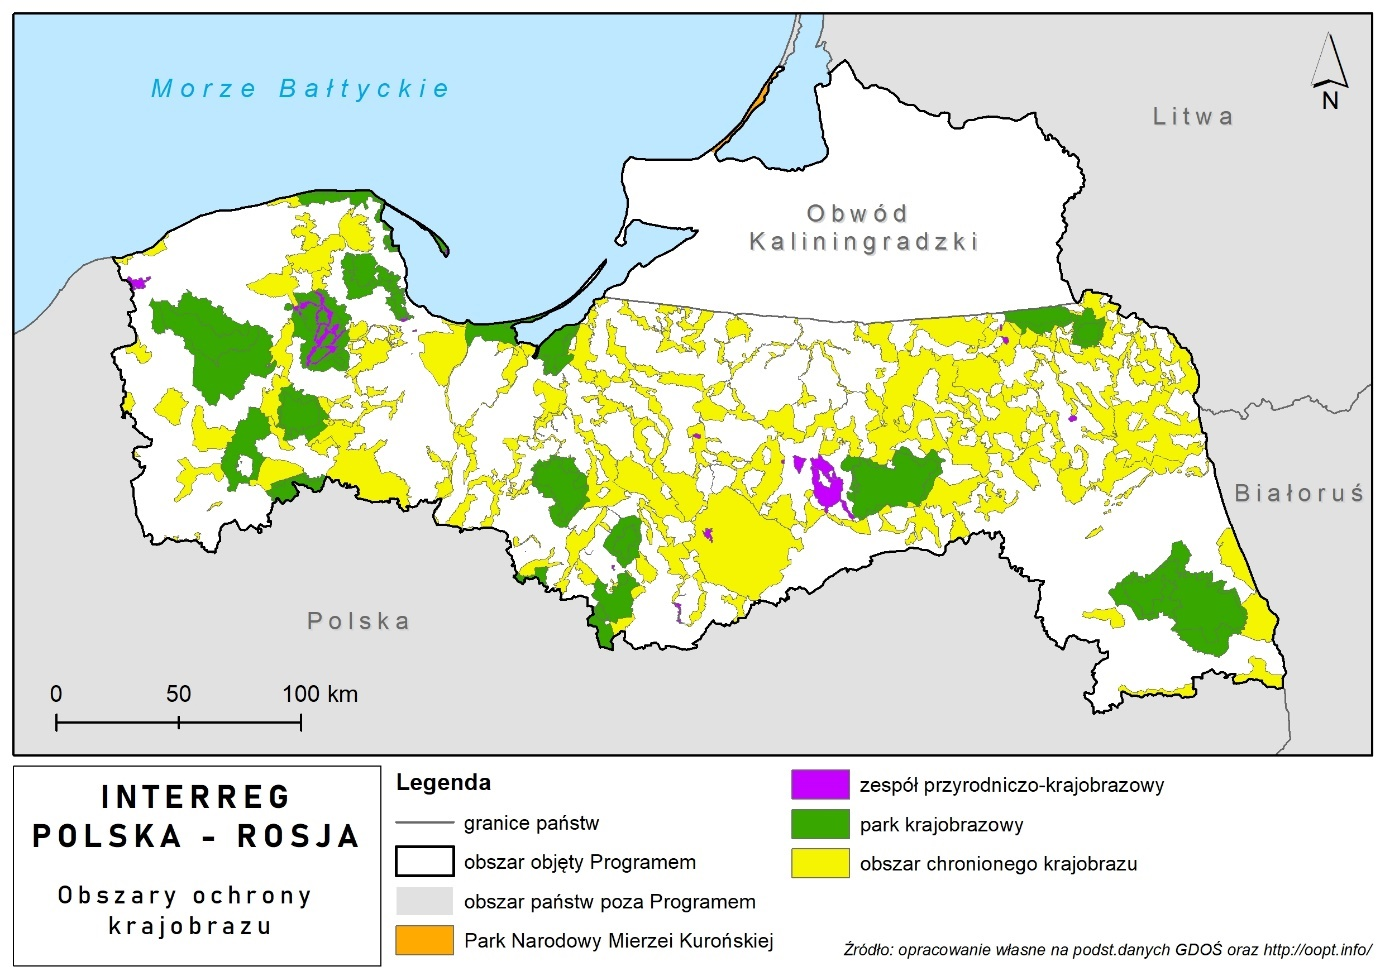 Morze Bałtyckie
Litwa
N
Obwód
Kaliningradzki
Białoruś
Polska
0 50 100 km
INTERREG
POLSKA - ROSJA
Obszary ochrony
krajobrazu
Legenda
granice państw
obszar objęty Programem
obszar państw poza Programem
Park Narodowy Mierzei Kurońskiej
zespół przyrodniczo-krajobrazowy
park krajobrazowy
obszar chronionego krajobrazu
Źródło: opracowanie własne na podst.danych GDOŚ oraz http://oopt.info/